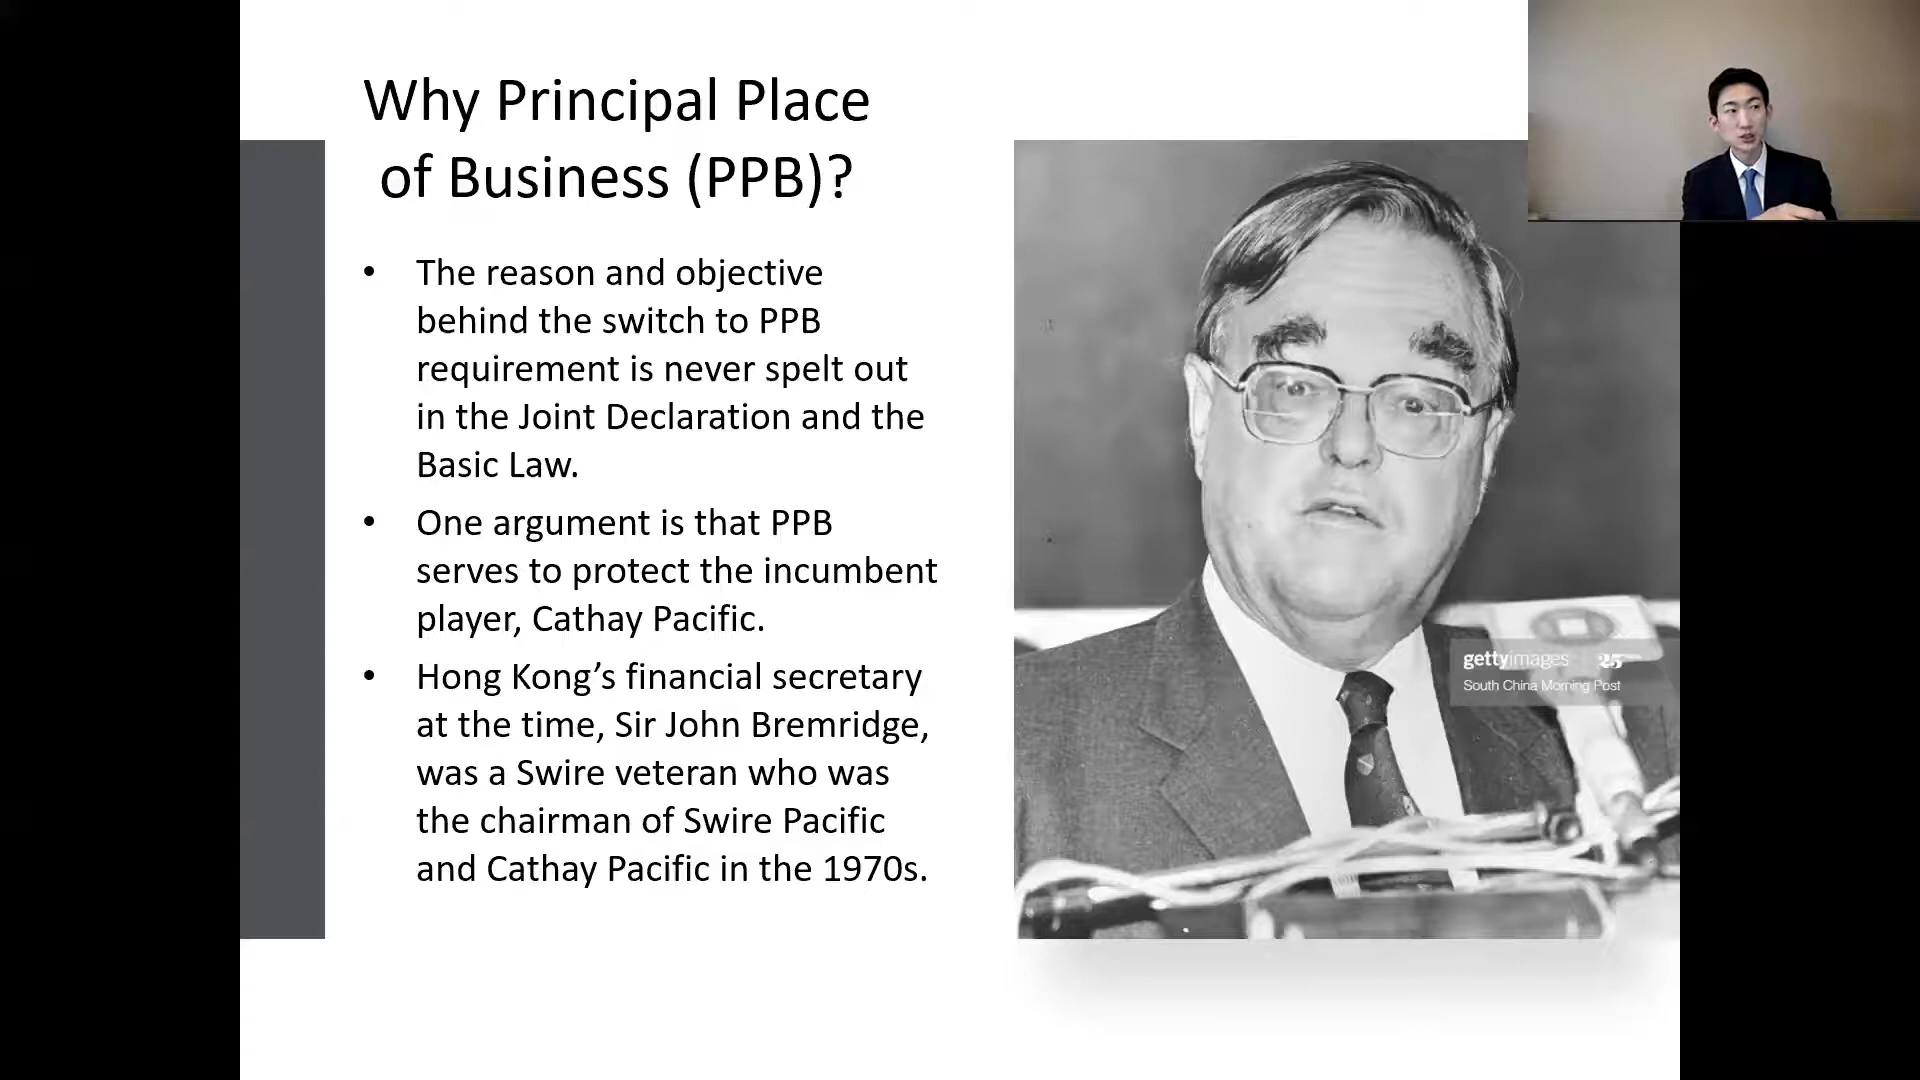 Why Principal Place
of Business (PPB)?
• The reason and objective
behind the switch to PPB
requirement is never spelt out
in the Joint Declaration and the
Basic Law.
• One argument is that PPB
serves to protect the incumbent
player, Cathay Pacific.
• Hong Kong’s financial secretary
at the time, Sir John Bremridge,
was a Swire veteran who was
the chairman of Swire Pacific
and Cathay Pacific in the 1970s.
gettyimages
South China Morning Post